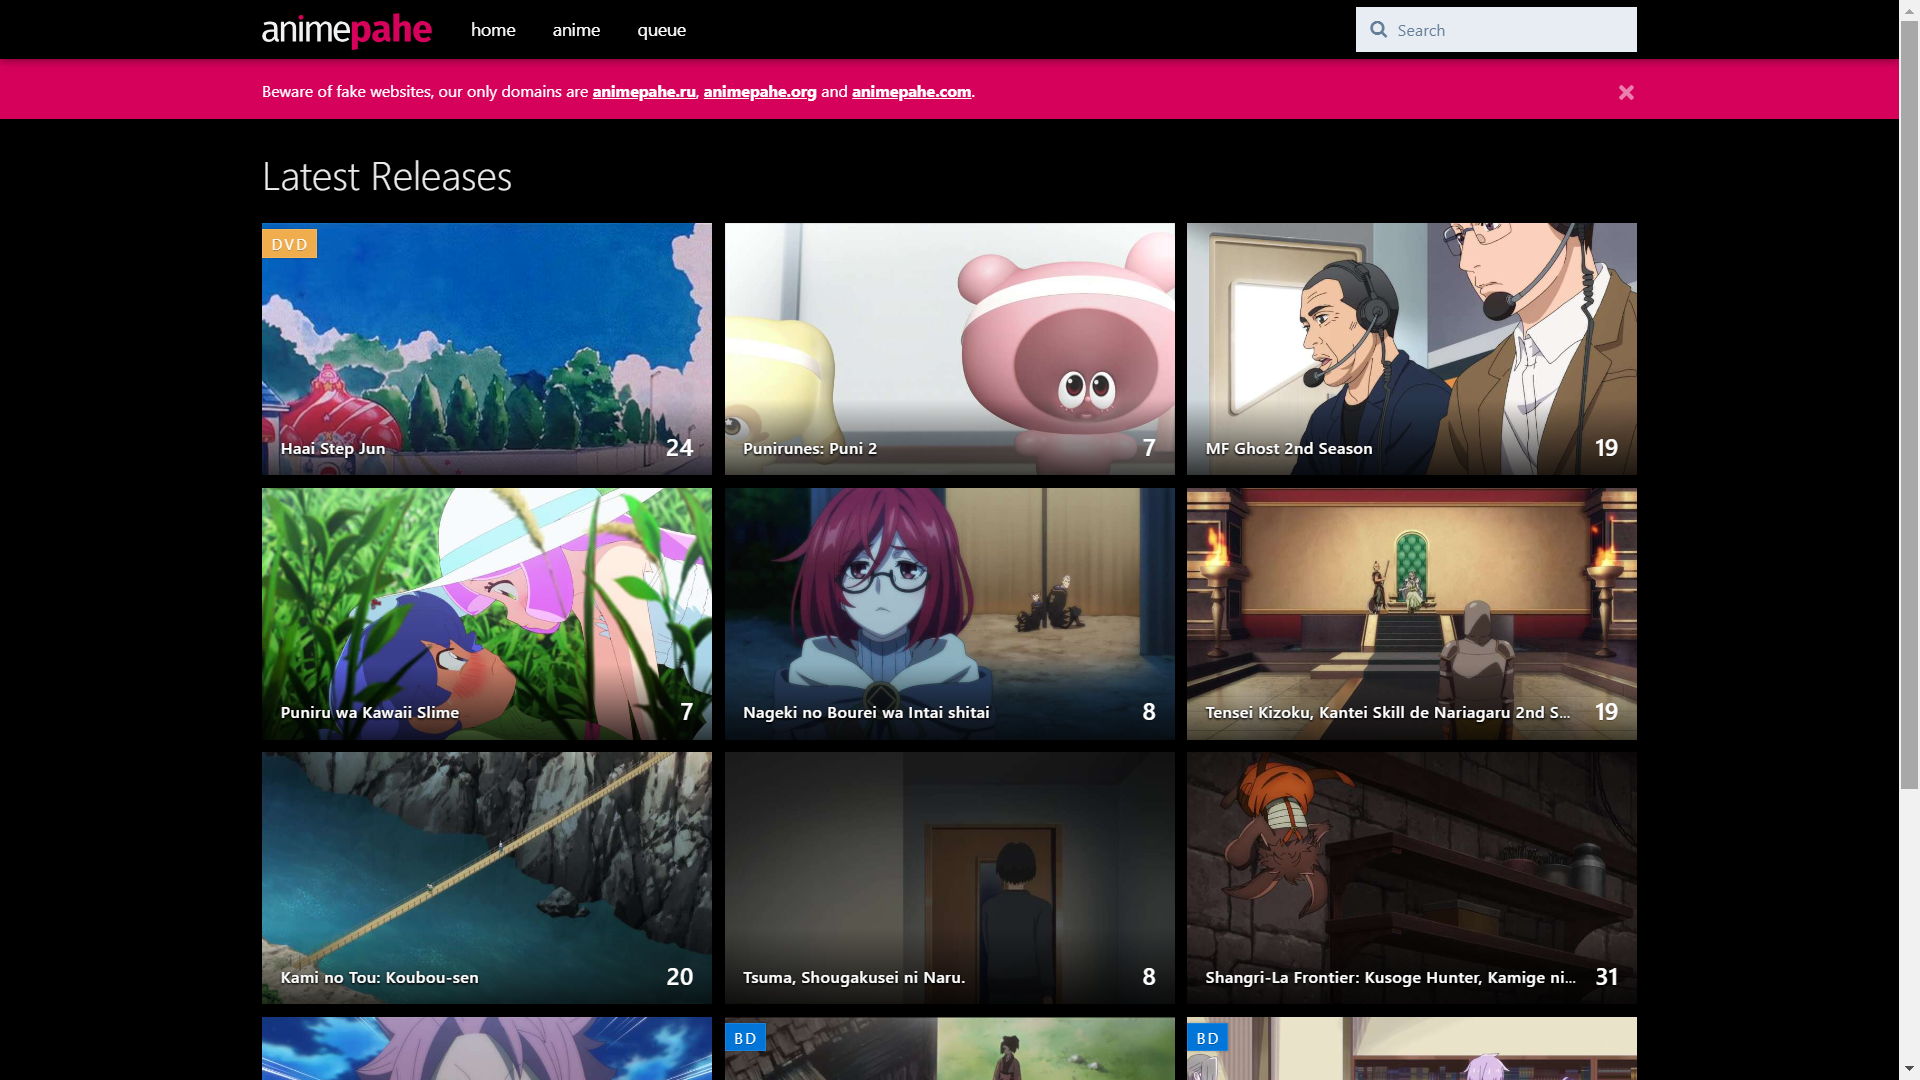 animepahe home anime queue Search
Beware of fake websites, our only domains are animepahe.ru, animepahe.org and animepahe.com. ×
Latest Releases
DVD
Haai Step Jun 24
Punirunes: Puni 2 7
MF Ghost 2nd Season 19
Puniru wa Kawaii Slime 7
Nageki no Bourei wa Intai shitai 8
Tensei Kizoku, Kantei Skill de Nariagaru 2nd S... 19
Kami no Tou: Koubou-sen 20
Tsuma, Shougakusei ni Naru. 8
Shangri-La Frontier: Kusoge Hunter, Kamige ni... 31
BD
BD